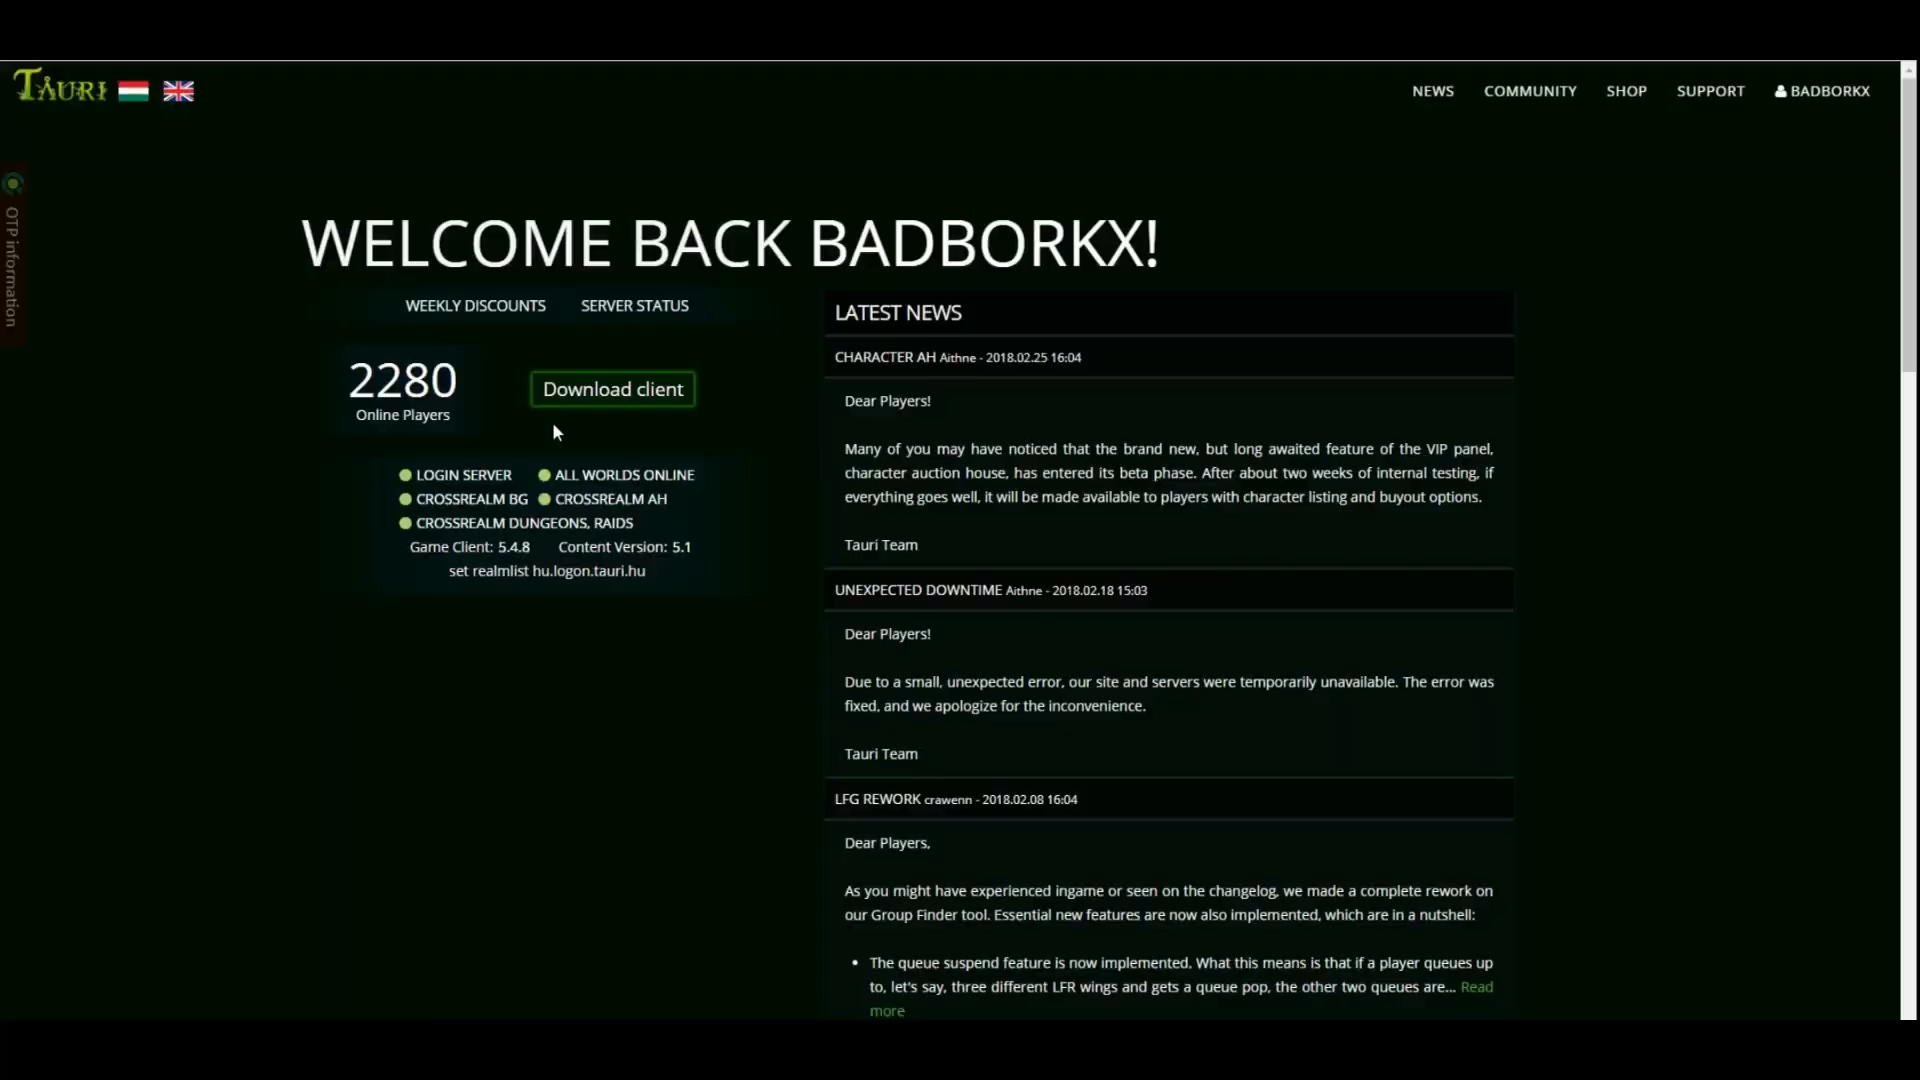 TAURI
NEWS COMMUNITY SHOP SUPPORT BADBORKX
OTP information
WELCOME BACK BADBORKX!
WEEKLY DISCOUNTS SERVER STATUS
2280
Online Players
Download client
LOGIN SERVER ALL WORLDS ONLINE
CROSSREALM BG CROSSREALM AH
CROSSREALM DUNGEONS, RAIDS
Game Client: 5.4.8 Content Version: 5.1
set realmlist hu.logon.tauri.hu
LATEST NEWS
CHARACTER AH Aithne - 2018.02.25 16:04
Dear Players!
Many of you may have noticed that the brand new, but long awaited feature of the VIP panel,
character auction house, has entered its beta phase. After about two weeks of internal testing, if
everything goes well, it will be made available to players with character listing and buyout options.
Tauri Team
UNEXPECTED DOWNTIME Aithne - 2018.02.18 15:03
Dear Players!
Due to a small, unexpected error, our site and servers were temporarily unavailable. The error was
fixed, and we apologize for the inconvenience.
Tauri Team
LFG REWORK crawenn - 2018.02.08 16:04
Dear Players,
As you might have experienced ingame or seen on the changelog, we made a complete rework on
our Group Finder tool. Essential new features are now also implemented, which are in a nutshell:
• The queue suspend feature is now implemented. What this means is that if a player queues up
to, let's say, three different LFR wings and gets a queue pop, the other two queues are... Read
more